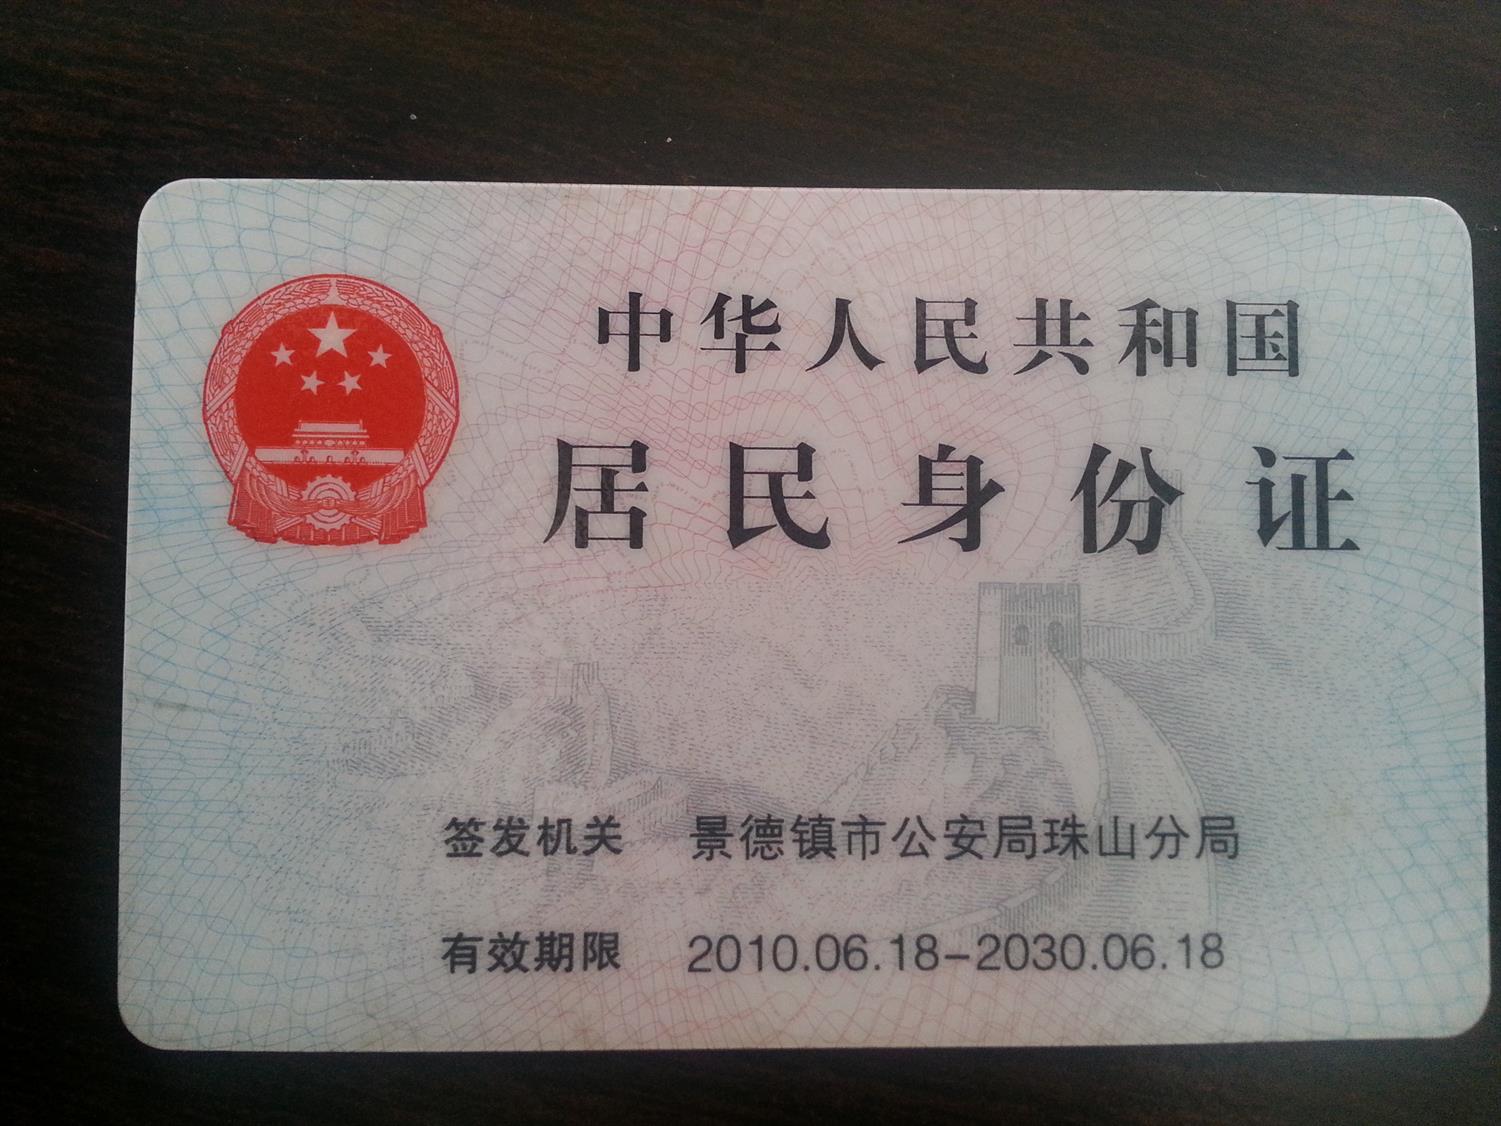 中华人民共和国
居民身份证
签发机关 景德镇市公安局珠山分局
有效期限 2010.06.18-2030.06.18